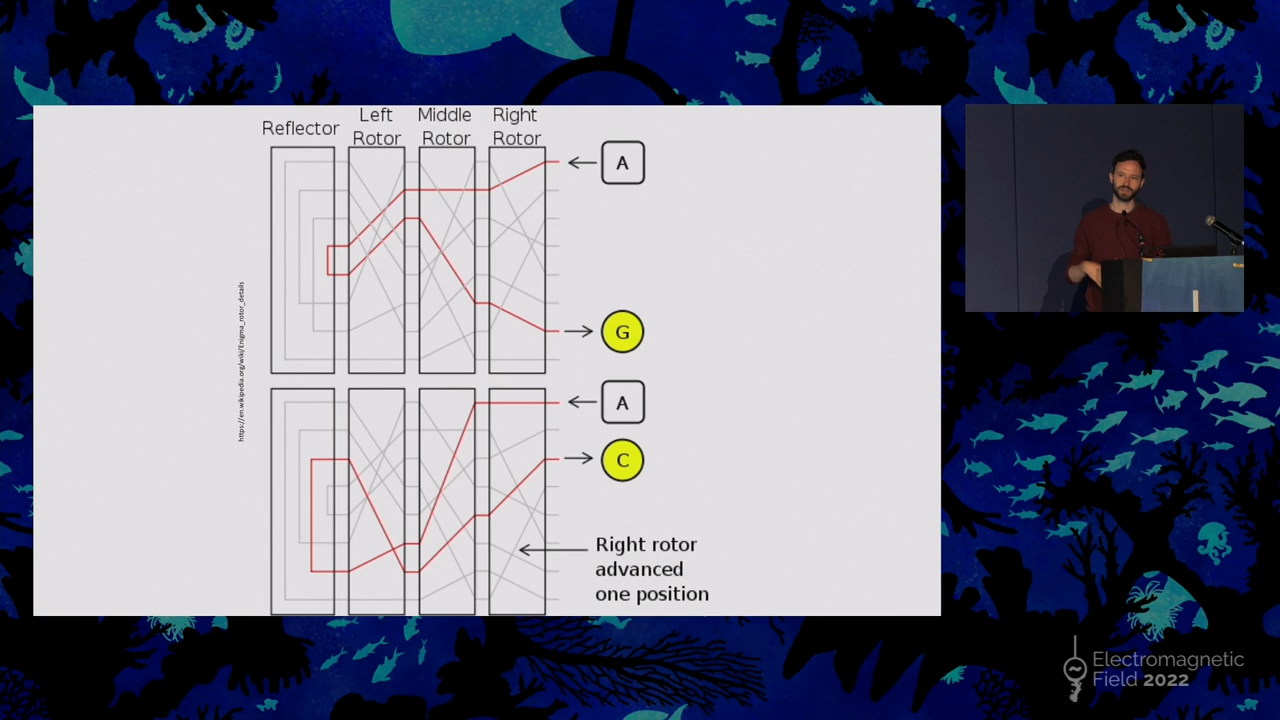 Reflector
Left
Rotor
Middle
Rotor
Right
Rotor
A
G
https://en.wikipedia.org/wiki/Enigma_rotor_details
A
C
Right rotor
advanced
one position
Electromagnetic
Field 2022